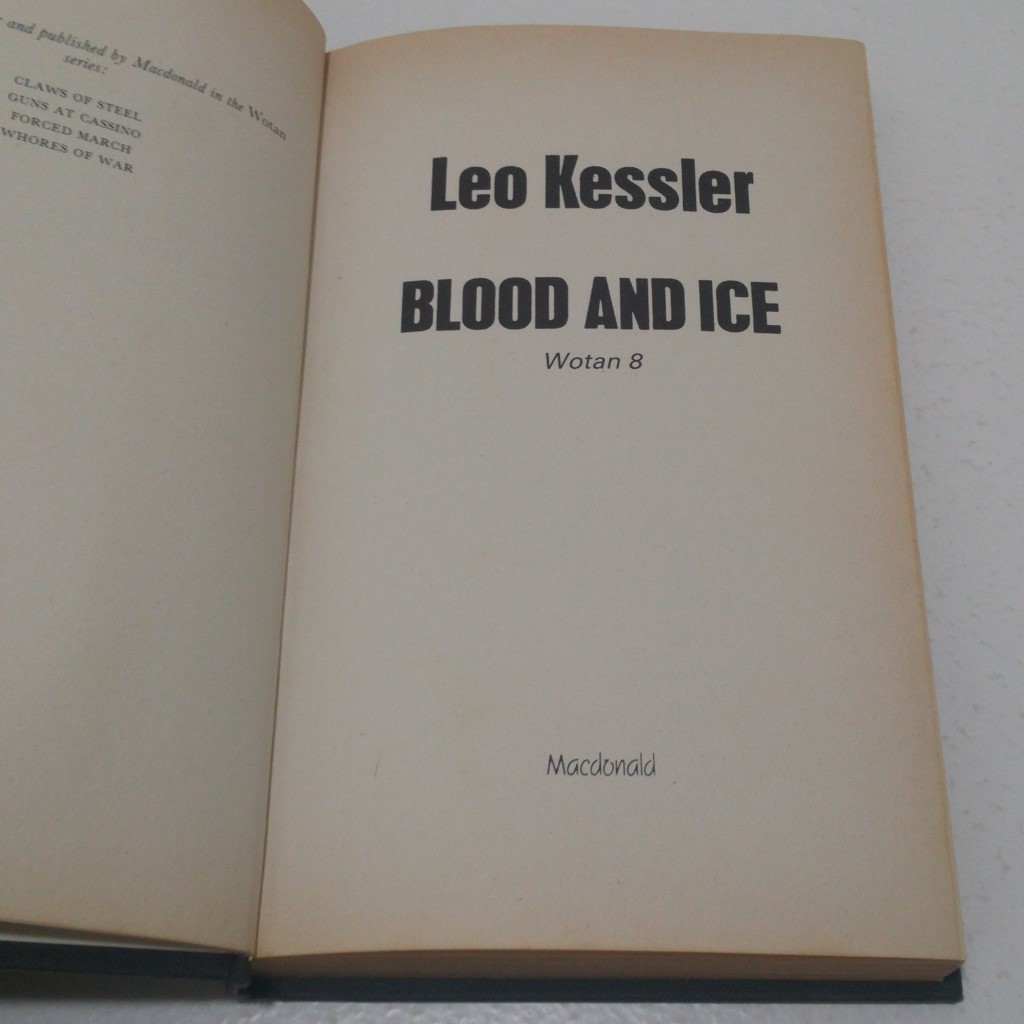 and published by Macdonald in the Wotan
series:
CLAWS OF STEEL
GUNS AT CASSINO
FORCED MARCH
WHORES OF WAR
Leo Kessler
BLOOD AND ICE
Wotan 8
Macdonald